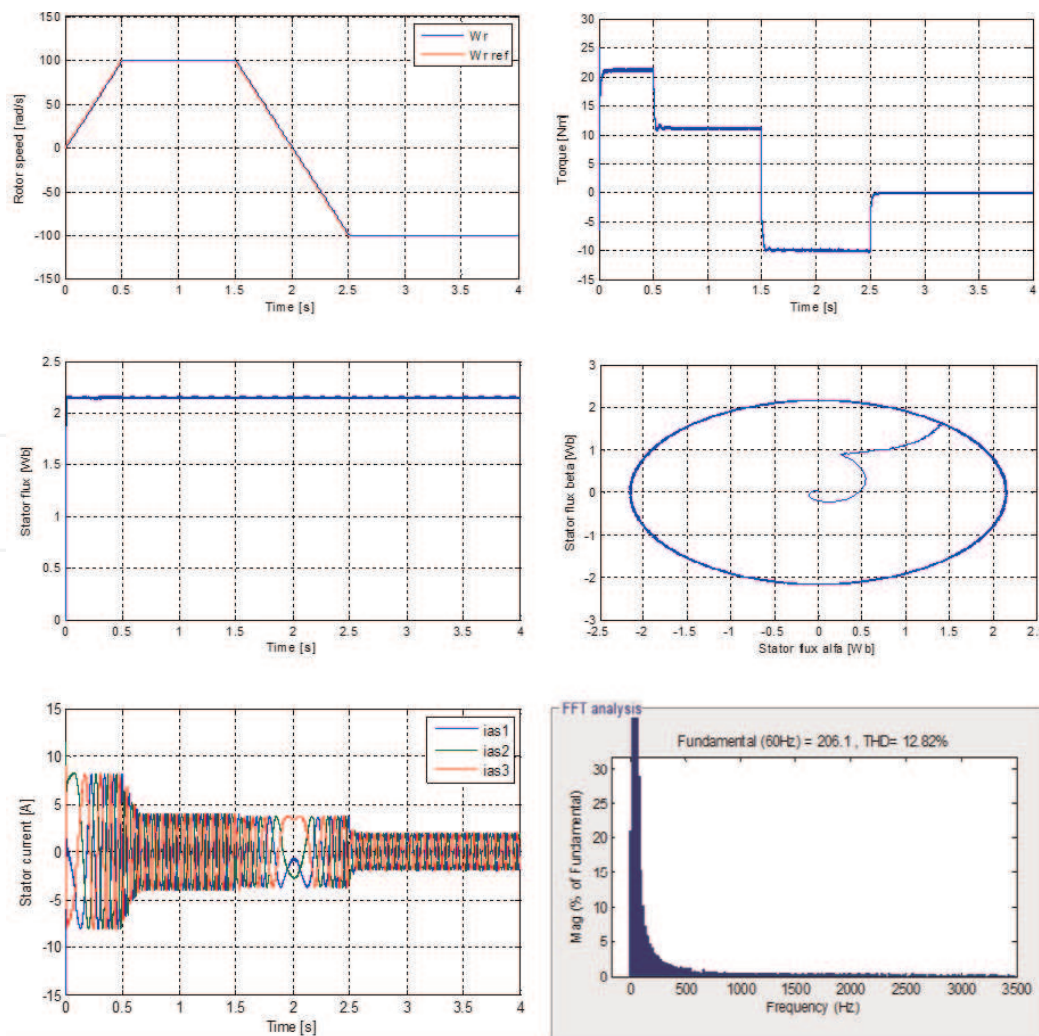 150
100
50
0
-50
-100
-150
Rotor speed [rad/s]
Wr
Wr ref
0 0.5 1 1.5 2 2.5 3 3.5 4
Time [s]
30
25
20
15
10
5
0
-5
-10
-15
Torque [Nm]
0 0.5 1 1.5 2 2.5 3 3.5 4
Time [s]
2.5
2
1.5
1
0.5
0
Stator flux [Wb]
0 0.5 1 1.5 2 2.5 3 3.5 4
Time [s]
3
2
1
0
-1
-2
-3
Stator flux beta [Wb]
-2.5 -2 -1.5 -1 -0.5 0 0.5 1 1.5 2 2.5
Stator flux alfa [Wb]
15
10
5
0
-5
-10
-15
Stator current [A]
ias1
ias2
ias3
0 0.5 1 1.5 2 2.5 3 3.5 4
Time [s]
FFT analysis
Fundamental (60Hz) = 206.1 , THD= 12.82%
30
25
20
15
10
5
0
Mag (% of Fundamental)
0 500 1000 1500 2000 2500 3000 3500
Frequency (Hz)